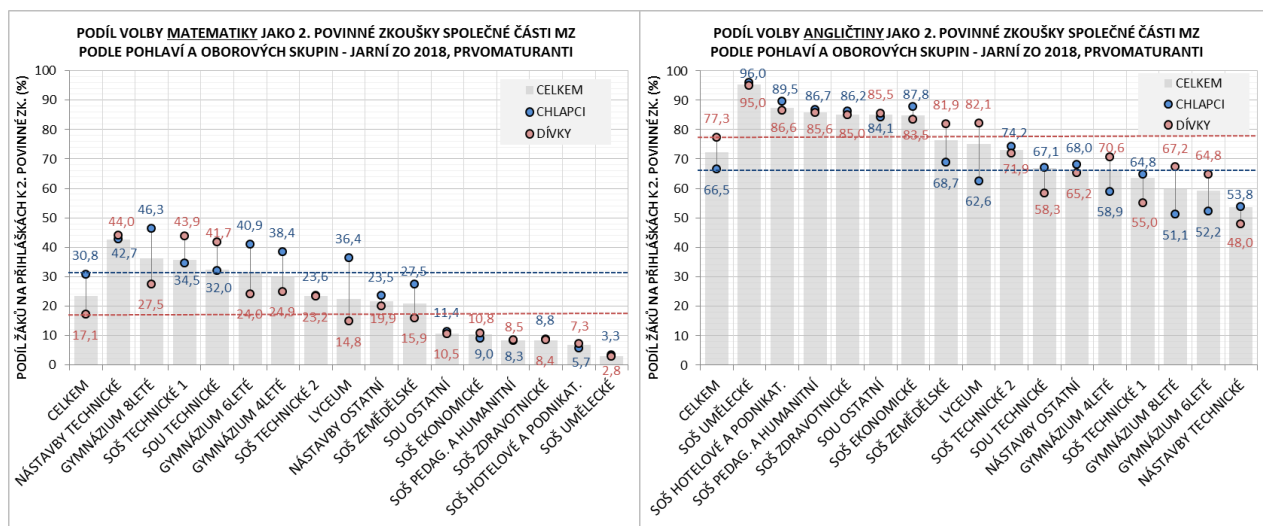 PODÍL VOLBY MATEMATIKY JAKO 2. POVINNÉ ZKOUŠKY SPOLEČNÉ ČÁSTI MZ
PODLE POHLAVÍ A OBOROVÝCH SKUPIN - JARNÍ ZO 2018, PRVOMATURANTI
PODÍL ŽÁKŮ NA PŘIHLÁŠKÁCH K 2. POVINNÉ ZK. (%)
100
90
80
70
60
50
40
30
20
10
0
CELKEM
CHLAPCI
DÍVKY
30,8
17,1
44,0
42,7
46,3
27,5
43,9
34,5
41,7
32,0
40,9
24,0
38,4
24,9
23,6
23,2
36,4
14,8
23,5
19,9
27,5
15,9
11,4
10,5
10,8
9,0
8,5
8,3
8,8
8,4
7,3
5,7
3,3
2,8
CELKEM
NÁSTAVBY TECHNICKÉ
GYMNÁZIUM 8LETÉ
SOŠ TECHNICKÉ 1
SOU TECHNICKÉ
GYMNÁZIUM 6LETÉ
GYMNÁZIUM 4LETÉ
SOŠ TECHNICKÉ 2
LYCEUM
NÁSTAVBY OSTATNÍ
SOŠ ZEMĚDĚLSKÉ
SOU OSTATNÍ
SOŠ EKONOMICKÉ
SOŠ PEDAG. A HUMANITNÍ
SOŠ ZDRAVOTNICKÉ
SOŠ HOTELOVÉ A PODNIKAT.
SOŠ UMĚLECKÉ
PODÍL VOLBY ANGLIČTINY JAKO 2. POVINNÉ ZKOUŠKY SPOLEČNÉ ČÁSTI MZ
PODLE POHLAVÍ A OBOROVÝCH SKUPIN - JARNÍ ZO 2018, PRVOMATURANTI
PODÍL ŽÁKŮ NA PŘIHLÁŠKÁCH K 2. POVINNÉ ZK. (%)
100
90
80
70
60
50
40
30
20
10
0
CELKEM
CHLAPCI
DÍVKY
77,3
66,5
96,0
95,0
89,5
86,6
86,7
85,6
86,2
85,0
85,5
84,1
87,8
83,5
81,9
68,7
82,1
62,6
74,2
71,9
67,1
58,3
68,0
65,2
70,6
58,9
64,8
55,0
67,2
51,1
64,8
52,2
53,8
48,0
CELKEM
SOŠ UMĚLECKÉ
SOŠ HOTELOVÉ A PODNIKAT.
SOŠ PEDAG. A HUMANITNÍ
SOŠ ZDRAVOTNICKÉ
SOU OSTATNÍ
SOŠ EKONOMICKÉ
SOŠ ZEMĚDĚLSKÉ
LYCEUM
SOŠ TECHNICKÉ 2
SOU TECHNICKÉ
NÁSTAVBY OSTATNÍ
GYMNÁZIUM 4LETÉ
SOŠ TECHNICKÉ 1
GYMNÁZIUM 8LETÉ
GYMNÁZIUM 6LETÉ
NÁSTAVBY TECHNICKÉ